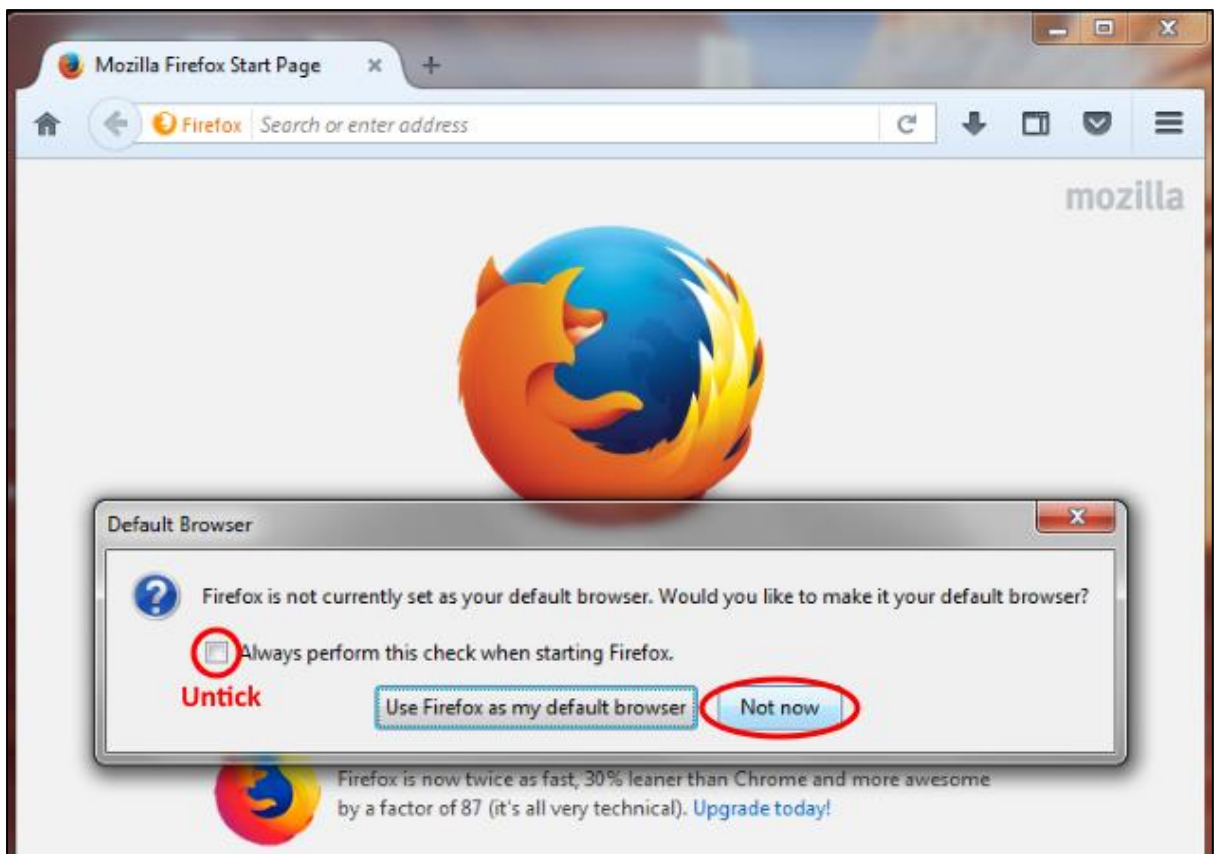 Mozilla Firefox Start Page
Firefox Search or enter address
mozilla
Default Browser
Firefox is not currently set as your default browser. Would you like to make it your default browser?
Always perform this check when starting Firefox.
Untick
Use Firefox as my default browser Not now
Firefox is now twice as fast, 30% leaner than Chrome and more awesome
by a factor of 87 (it's all very technical). Upgrade today!